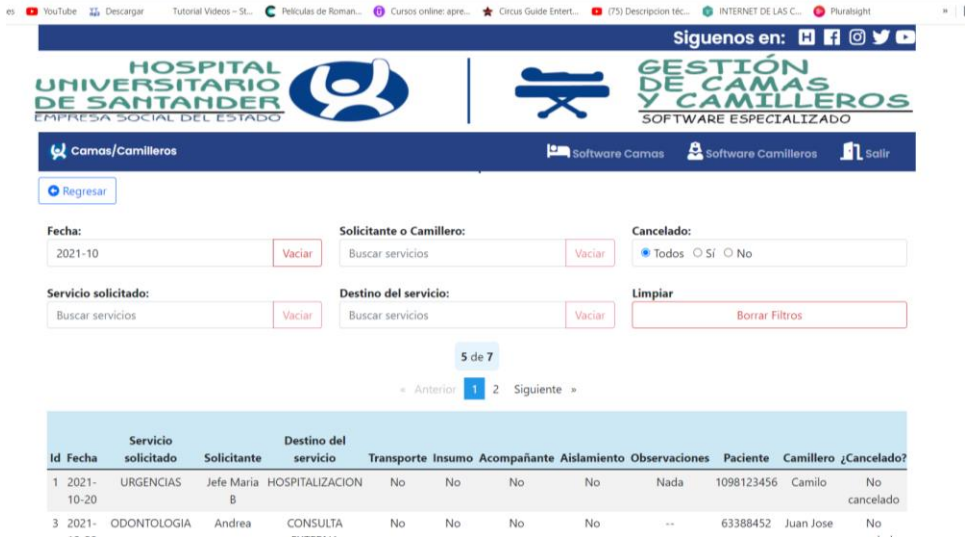 es YouTube Descargar Tutorial Videos – St... Películas de Roman... Cursos online: apre... Circus Guide Entert... (75) Descripcion téc... INTERNET DE LAS C... Pluralsight »
Siguenos en:
HOSPITAL
UNIVERSITARIO
DE SANTANDER
EMPRESA SOCIAL DEL ESTADO
GESTIÓN
DE CAMAS
Y CAMILLEROS
SOFTWARE ESPECIALIZADO
Camas/Camilleros Software Camas Software Camilleros Salir
Regresar
Fecha: Solicitante o Camillero: Cancelado:
2021-10 Vaciar Buscar servicios Vaciar Todos Sí No
Servicio solicitado: Destino del servicio: Limpiar
Buscar servicios Vaciar Buscar servicios Vaciar Borrar Filtros
5 de 7
« Anterior 1 2 Siguiente »
Servicio Destino del
Id Fecha solicitado Solicitante servicio Transporte Insumo Acompañante Aislamiento Observaciones Paciente Camillero ¿Cancelado?
1 2021- URGENCIAS Jefe Maria HOSPITALIZACION No No No No Nada 1098123456 Camilo No
10-20 B cancelado
3 2021- ODONTOLOGIA Andrea CONSULTA No No No No -- 63388452 Juan Jose No